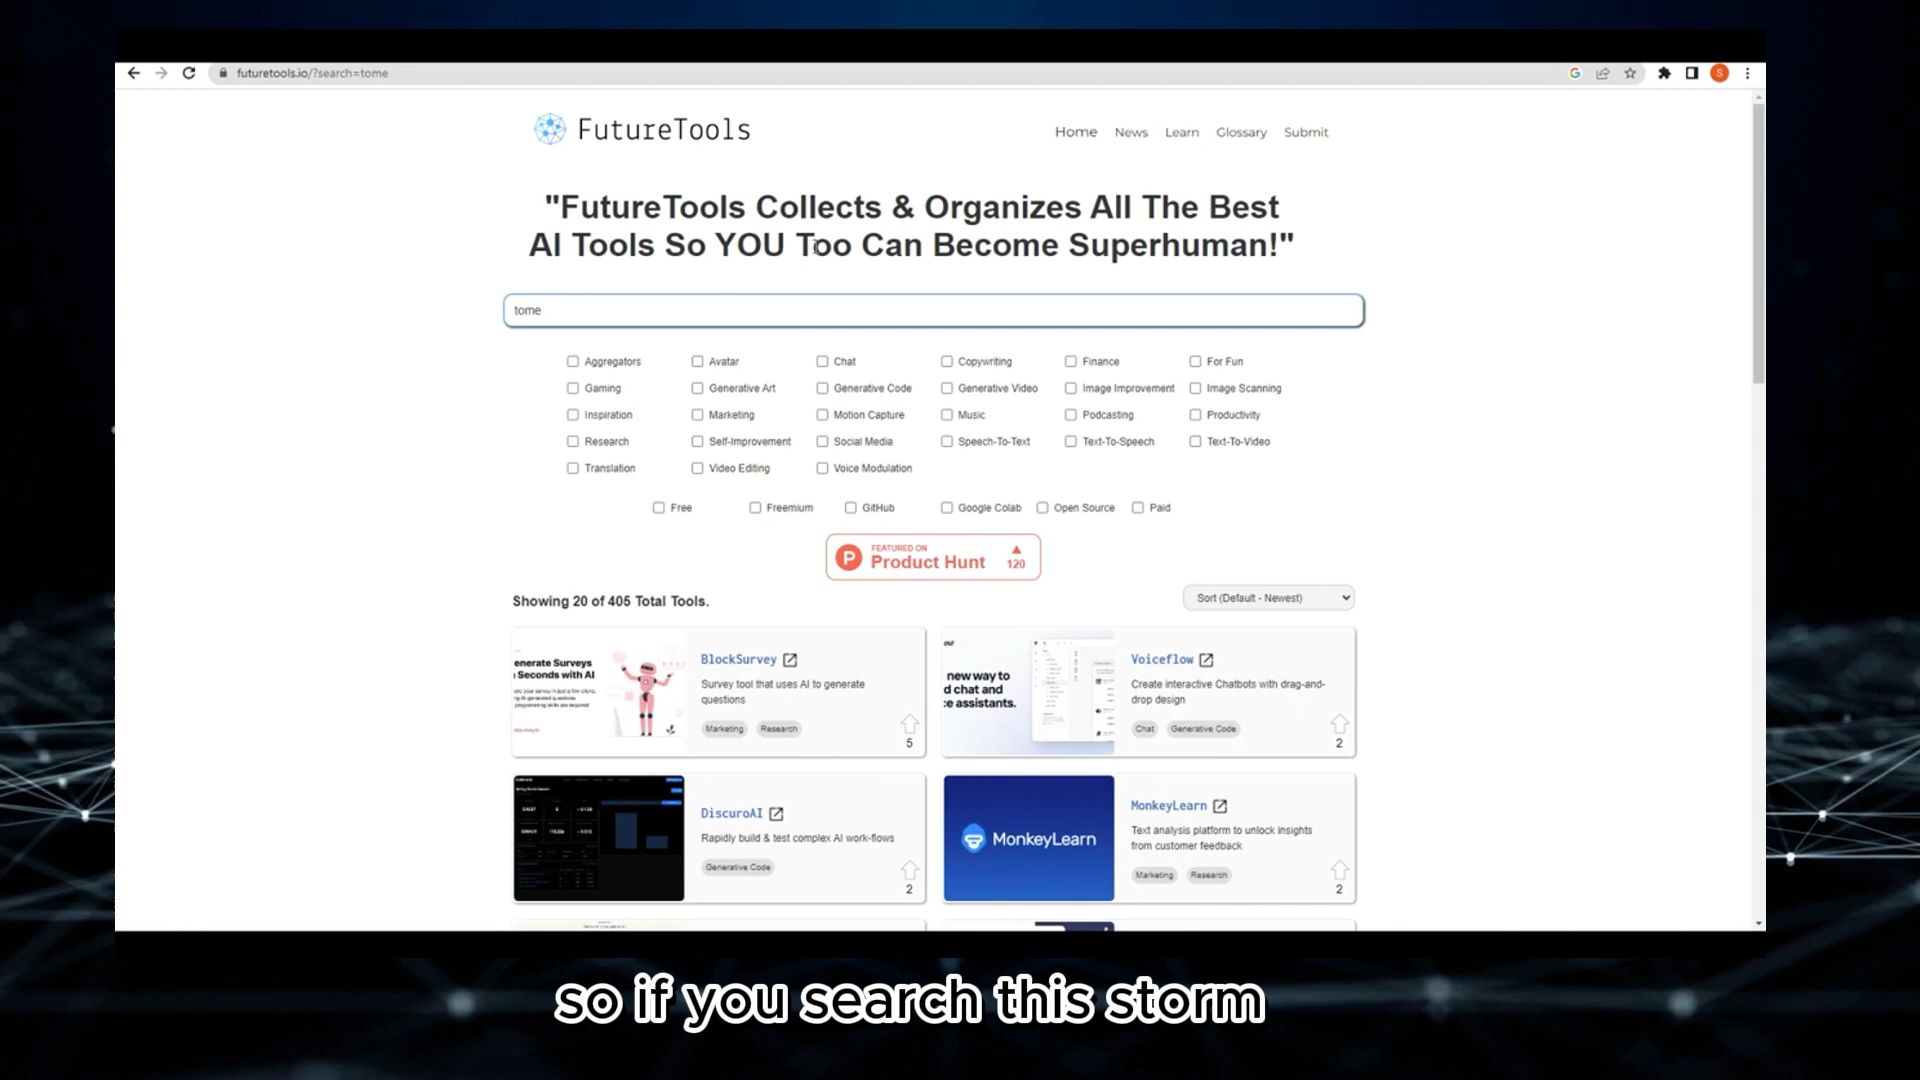 futuretools.io/?search=tome
S
FutureTools
Home News Learn Glossary Submit
"FutureTools Collects & Organizes All The Best
AI Tools So YOU Too Can Become Superhuman!"
tome
Aggregators Avatar Chat Copywriting Finance For Fun
Gaming Generative Art Generative Code Generative Video Image Improvement Image Scanning
Inspiration Marketing Motion Capture Music Podcasting Productivity
Research Self-Improvement Social Media Speech-To-Text Text-To-Speech Text-To-Video
Translation Video Editing Voice Modulation
Free Freemium GitHub Google Colab Open Source Paid
FEATURED ON
P Product Hunt 120
Showing 20 of 405 Total Tools.
Sort (Default - Newest)
enerate Surveys
Seconds with AI
BlockSurvey
Survey tool that uses AI to generate
questions
Marketing Research
5
new way to
d chat and
ce assistants.
Voiceflow
Create interactive Chatbots with drag-and-
drop design
Chat Generative Code
2
DiscuroAI
Rapidly build & test complex AI work-flows
Generative Code
2
MonkeyLearn
MonkeyLearn
Text analysis platform to unlock insights
from customer feedback
Marketing Research
2
so if you search this storm